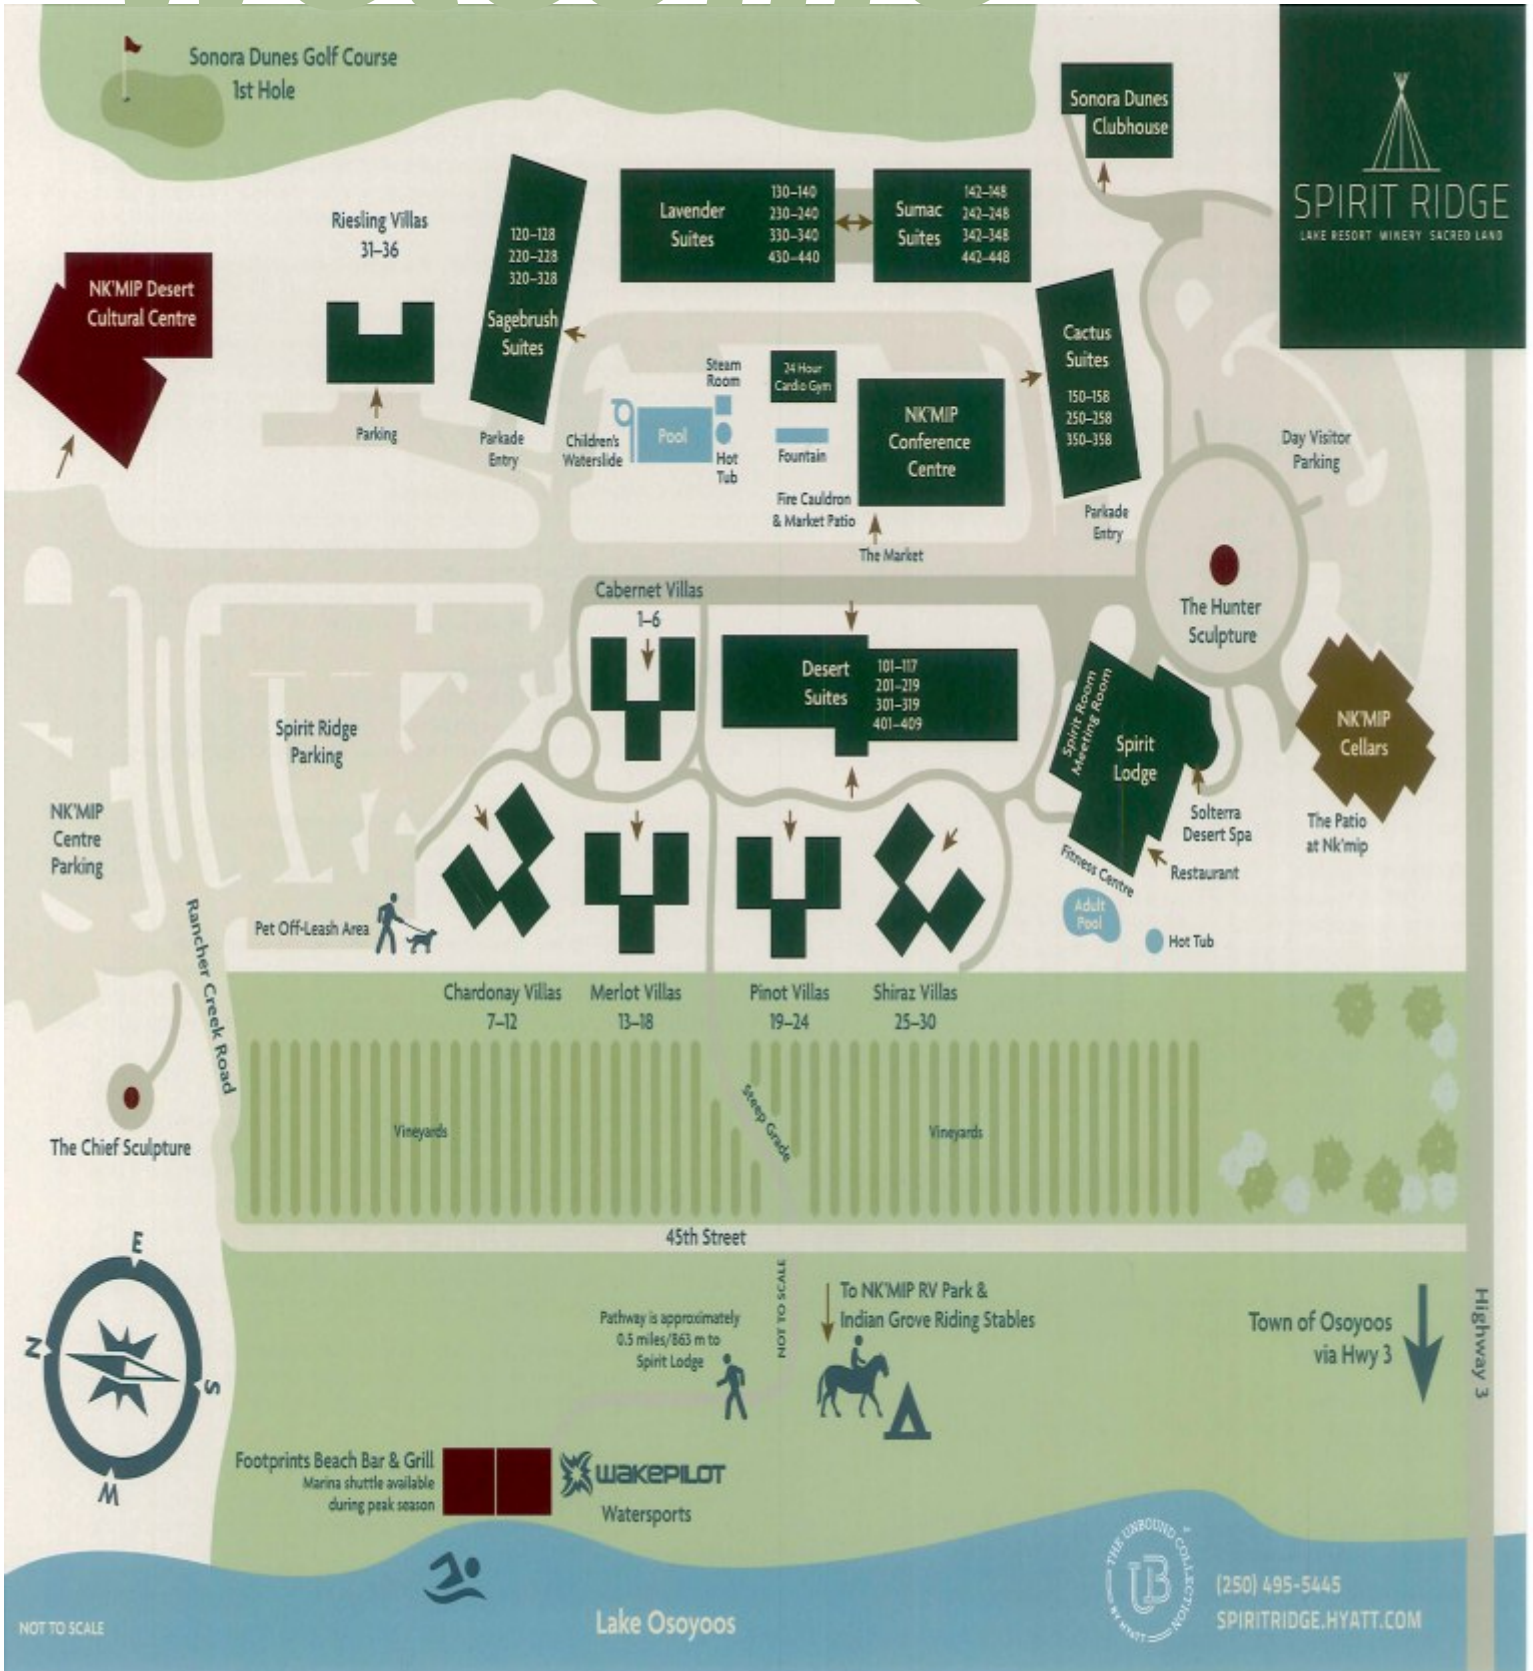 Sonora Dunes Golf Course
1st Hole
Sonora Dunes
Clubhouse
SPIRIT RIDGE
LAKE RESORT WINERY SACRED LAND
Riesling Villas
31–36
120–128
220–228
320–328
Sagebrush
Suites
Lavender
Suites
130–140
230–240
330–340
430–440
Sumac
Suites
142–148
242–248
342–348
442–448
NK'MIP Desert
Cultural Centre
Cactus
Suites
150–158
250–258
350–358
Parking
Parkade
Entry
Children's
Waterslide
Pool
Steam
Room
Hot
Tub
24 Hour
Cardio Gym
Fountain
Fire Cauldron
& Market Patio
NK'MIP
Conference
Centre
The Market
Parkade
Entry
Day Visitor
Parking
The Hunter
Sculpture
Cabernet Villas
1–6
Desert
Suites
101–117
201–219
301–319
401–409
Spirit Room
Meeting Room
Spirit
Lodge
NK'MIP
Cellars
Spirit Ridge
Parking
NK'MIP
Centre
Parking
Solterra
Desert Spa
The Patio
at Nk'mip
Restaurant
Fitness Centre
Adult
Pool
Hot Tub
Pet Off-Leash Area
Rancher Creek Road
Chardonay Villas
7–12
Merlot Villas
13–18
Pinot Villas
19–24
Shiraz Villas
25–30
The Chief Sculpture
Vineyards
Steep Grade
Vineyards
45th Street
E
N
S
W
NOT TO SCALE
Pathway is approximately
0.5 miles/863 m to
Spirit Lodge
To NK'MIP RV Park &
Indian Grove Riding Stables
Town of Osoyoos
via Hwy 3
Highway 3
Footprints Beach Bar & Grill
Marina shuttle available
during peak season
WAKEPILOT
Watersports
THE UNBOUND COLLECTION
UB
BY HYATT
(250) 495-5445
SPIRITRIDGE.HYATT.COM
Lake Osoyoos
NOT TO SCALE